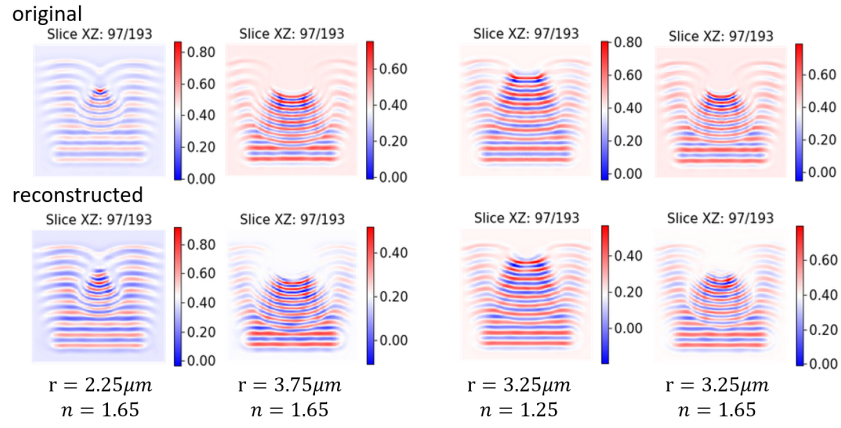 original
Slice XZ: 97/193
0.80
0.60
0.40
0.20
0.00
Slice XZ: 97/193
0.60
0.40
0.20
0.00
Slice XZ: 97/193
0.80
0.60
0.40
0.20
0.00
Slice XZ: 97/193
0.60
0.40
0.20
0.00
reconstructed
Slice XZ: 97/193
0.80
0.60
0.40
0.20
0.00
Slice XZ: 97/193
0.40
0.20
0.00
Slice XZ: 97/193
0.40
0.20
0.00
Slice XZ: 97/193
0.60
0.40
0.20
0.00
r = 2.25μm
n = 1.65
r = 3.75μm
n = 1.65
r = 3.25μm
n = 1.25
r = 3.25μm
n = 1.65